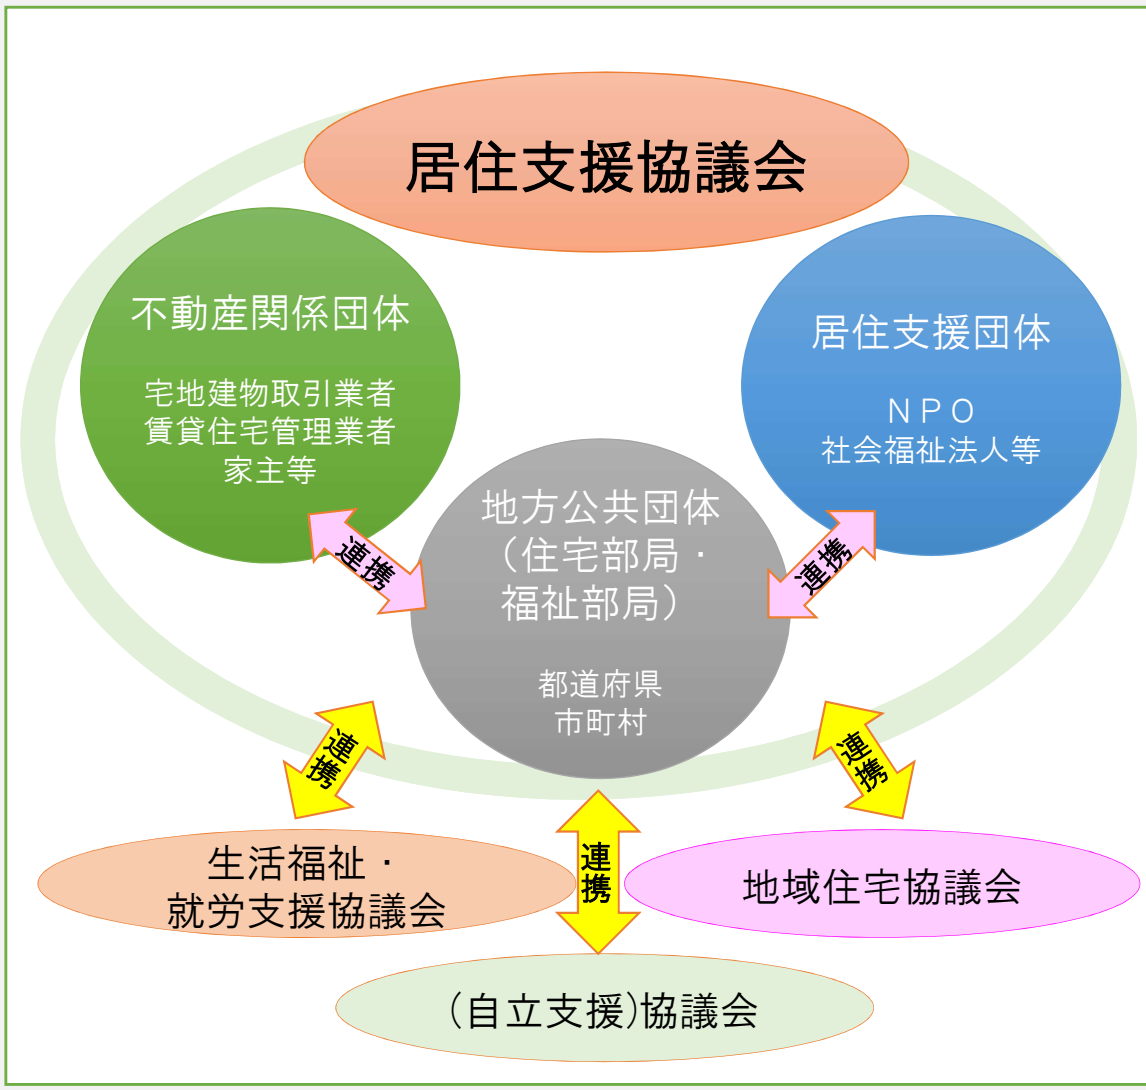 居住支援協議会
不動産関係団体
宅地建物取引業者
賃貸住宅管理業者
家主等
居住支援団体
ＮＰＯ
社会福祉法人等
地方公共団体
（住宅部局・
福祉部局）
都道府県
市町村
連携
連携
連携
連携
連携
生活福祉・
就労支援協議会
地域住宅協議会
(自立支援)協議会